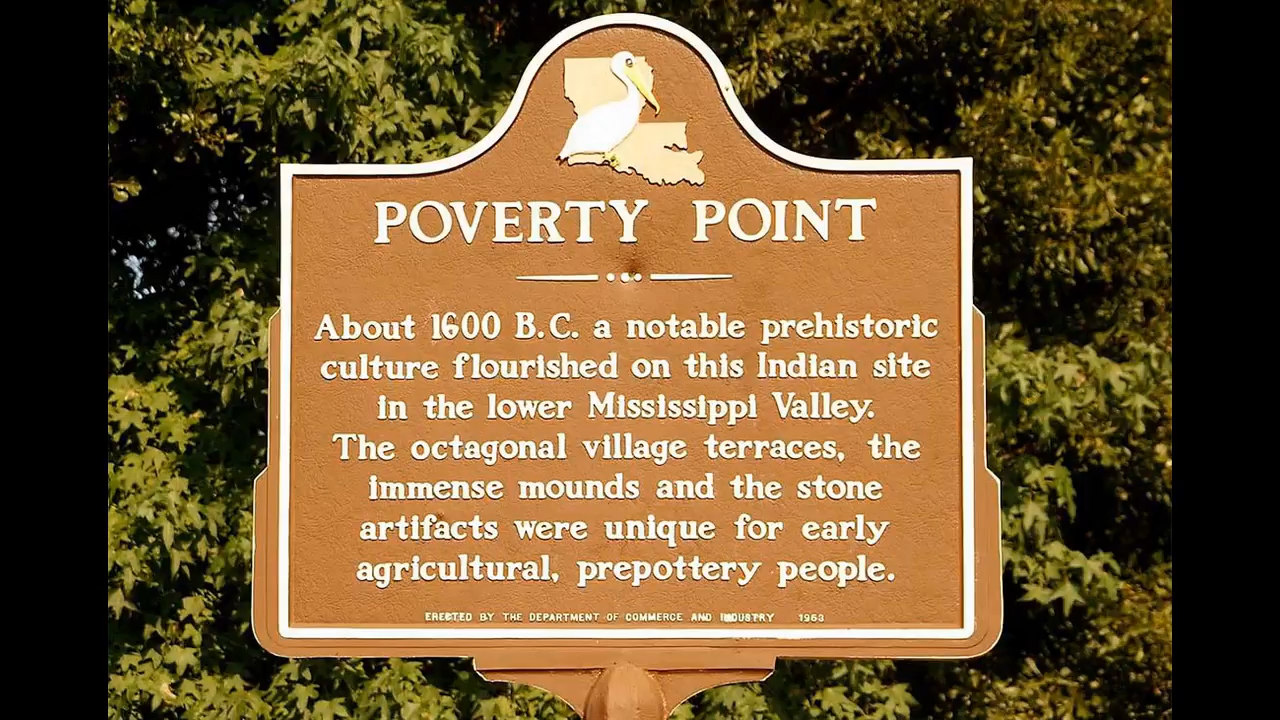 POVERTY POINT
About 1600 B.C. a notable prehistoric
culture flourished on this Indian site
in the lower Mississippi Valley.
The octagonal village terraces, the
immense mounds and the stone
artifacts were unique for early
agricultural, prepottery people.
ERECTED BY THE DEPARTMENT OF COMMERCE AND INDUSTRY 1963